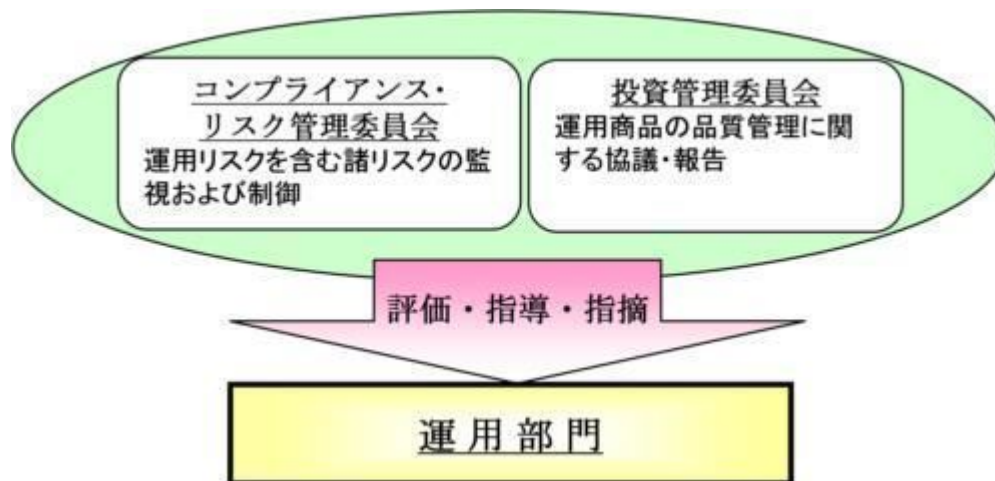 コンプライアンス・
リスク管理委員会
運用リスクを含む諸リスクの監
視および制御
投資管理委員会
運用商品の品質管理に関
する協議・報告
評価・指導・指摘
運用部門